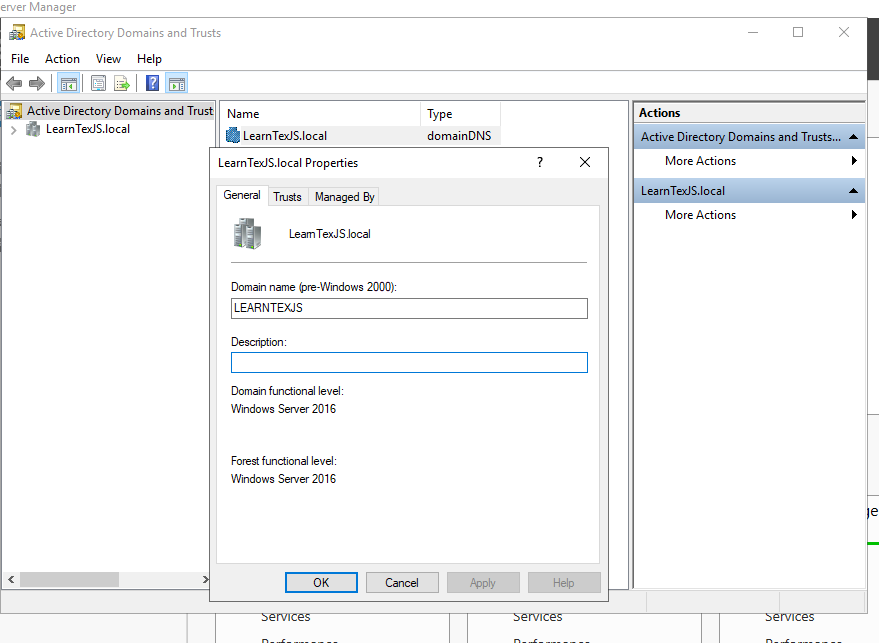 erver Manager
Active Directory Domains and Trusts
File Action View Help
Active Directory Domains and Trust
LearnTexJS.local
Name Type
LearnTexJS.local domainDNS
Actions
Active Directory Domains and Trusts...
More Actions
LearnTexJS.local
More Actions
LearnTexJS.local Properties
?
General Trusts Managed By
LearnTexJS.local
Domain name (pre-Windows 2000):
LEARNTEXJS
Description:
Domain functional level:
Windows Server 2016
Forest functional level:
Windows Server 2016
OK Cancel Apply Help
ge
Services Services Services
Performance Performance Performance